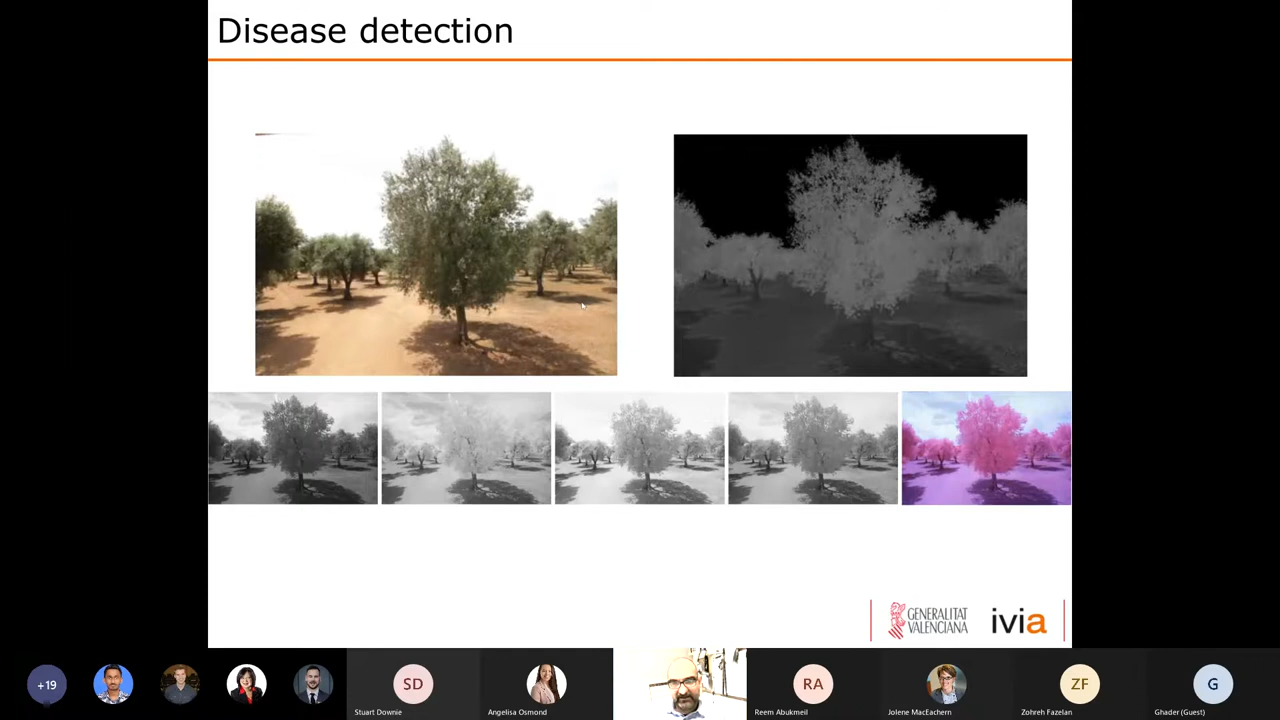 Disease detection
GENERALITAT
VALENCIANA
ivia
+19
SD
RA
ZF
G
Stuart Downie
Angelisa Osmond
Reem Abukmeil
Jolene MacEachern
Zohreh Fazelan
Ghader (Guest)